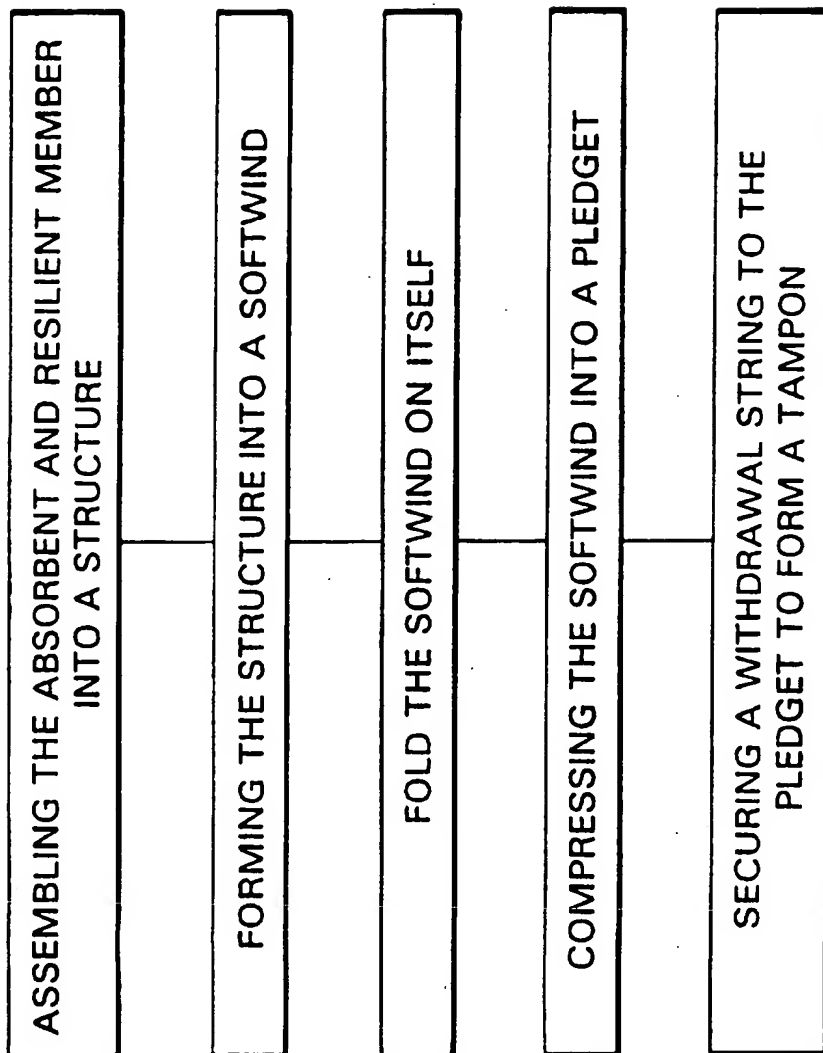 ASSEMBLING THE ABSORBENT AND RESILIENT MEMBER
INTO A STRUCTURE
FORMING THE STRUCTURE INTO A SOFTWIND
FOLD THE SOFTWIND ON ITSELF
COMPRESSING THE SOFTWIND INTO A PLEDGET
SECURING A WITHDRAWAL STRING TO THE
PLEDGET TO FORM A TAMPON